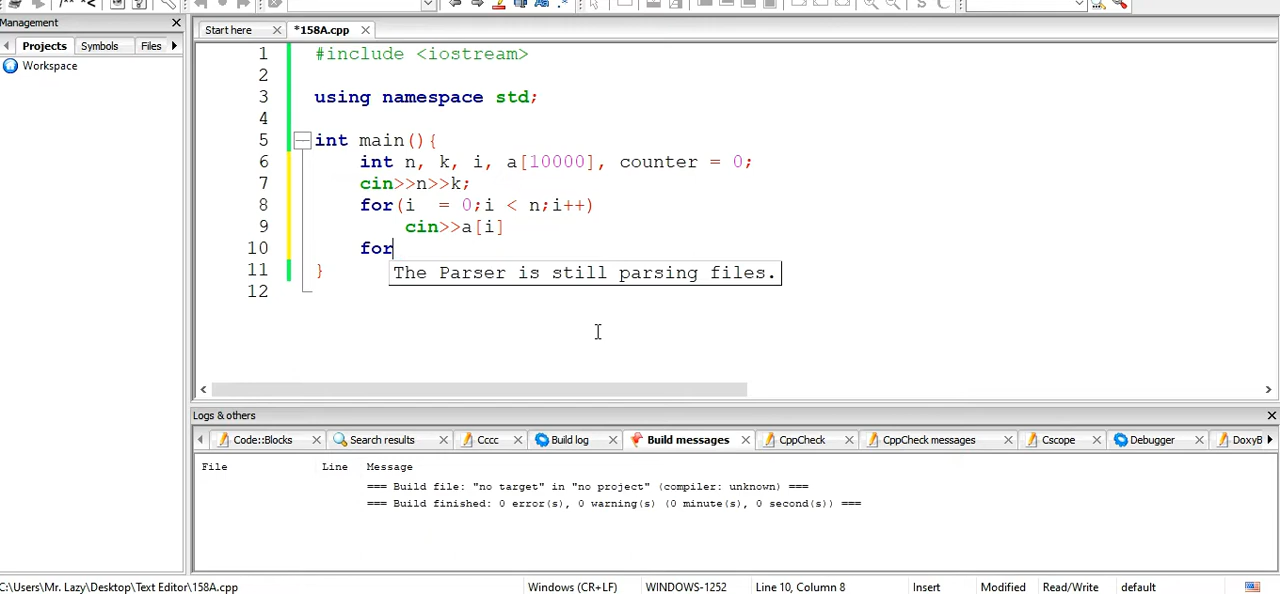 Management
Start here
*158A.cpp
Projects Symbols Files
Workspace
1 #include <iostream>
2
3 using namespace std;
4
5 int main(){
6 int n, k, i, a[10000], counter = 0;
7 cin>>n>>k;
8 for(i  = 0;i < n;i++)
9 cin>>a[i]
10 for
11 }
12
The Parser is still parsing files.
Logs & others
Code::Blocks Search results Cccc Build log Build messages CppCheck CppCheck messages Cscope Debugger DoxyB
File Line Message
=== Build file: "no target" in "no project" (compiler: unknown) ===
=== Build finished: 0 error(s), 0 warning(s) (0 minute(s), 0 second(s)) ===
C:\Users\Mr. Lazy\Desktop\Text Editor\158A.cpp Windows (CR+LF) WINDOWS-1252 Line 10, Column 8 Insert Modified Read/Write default